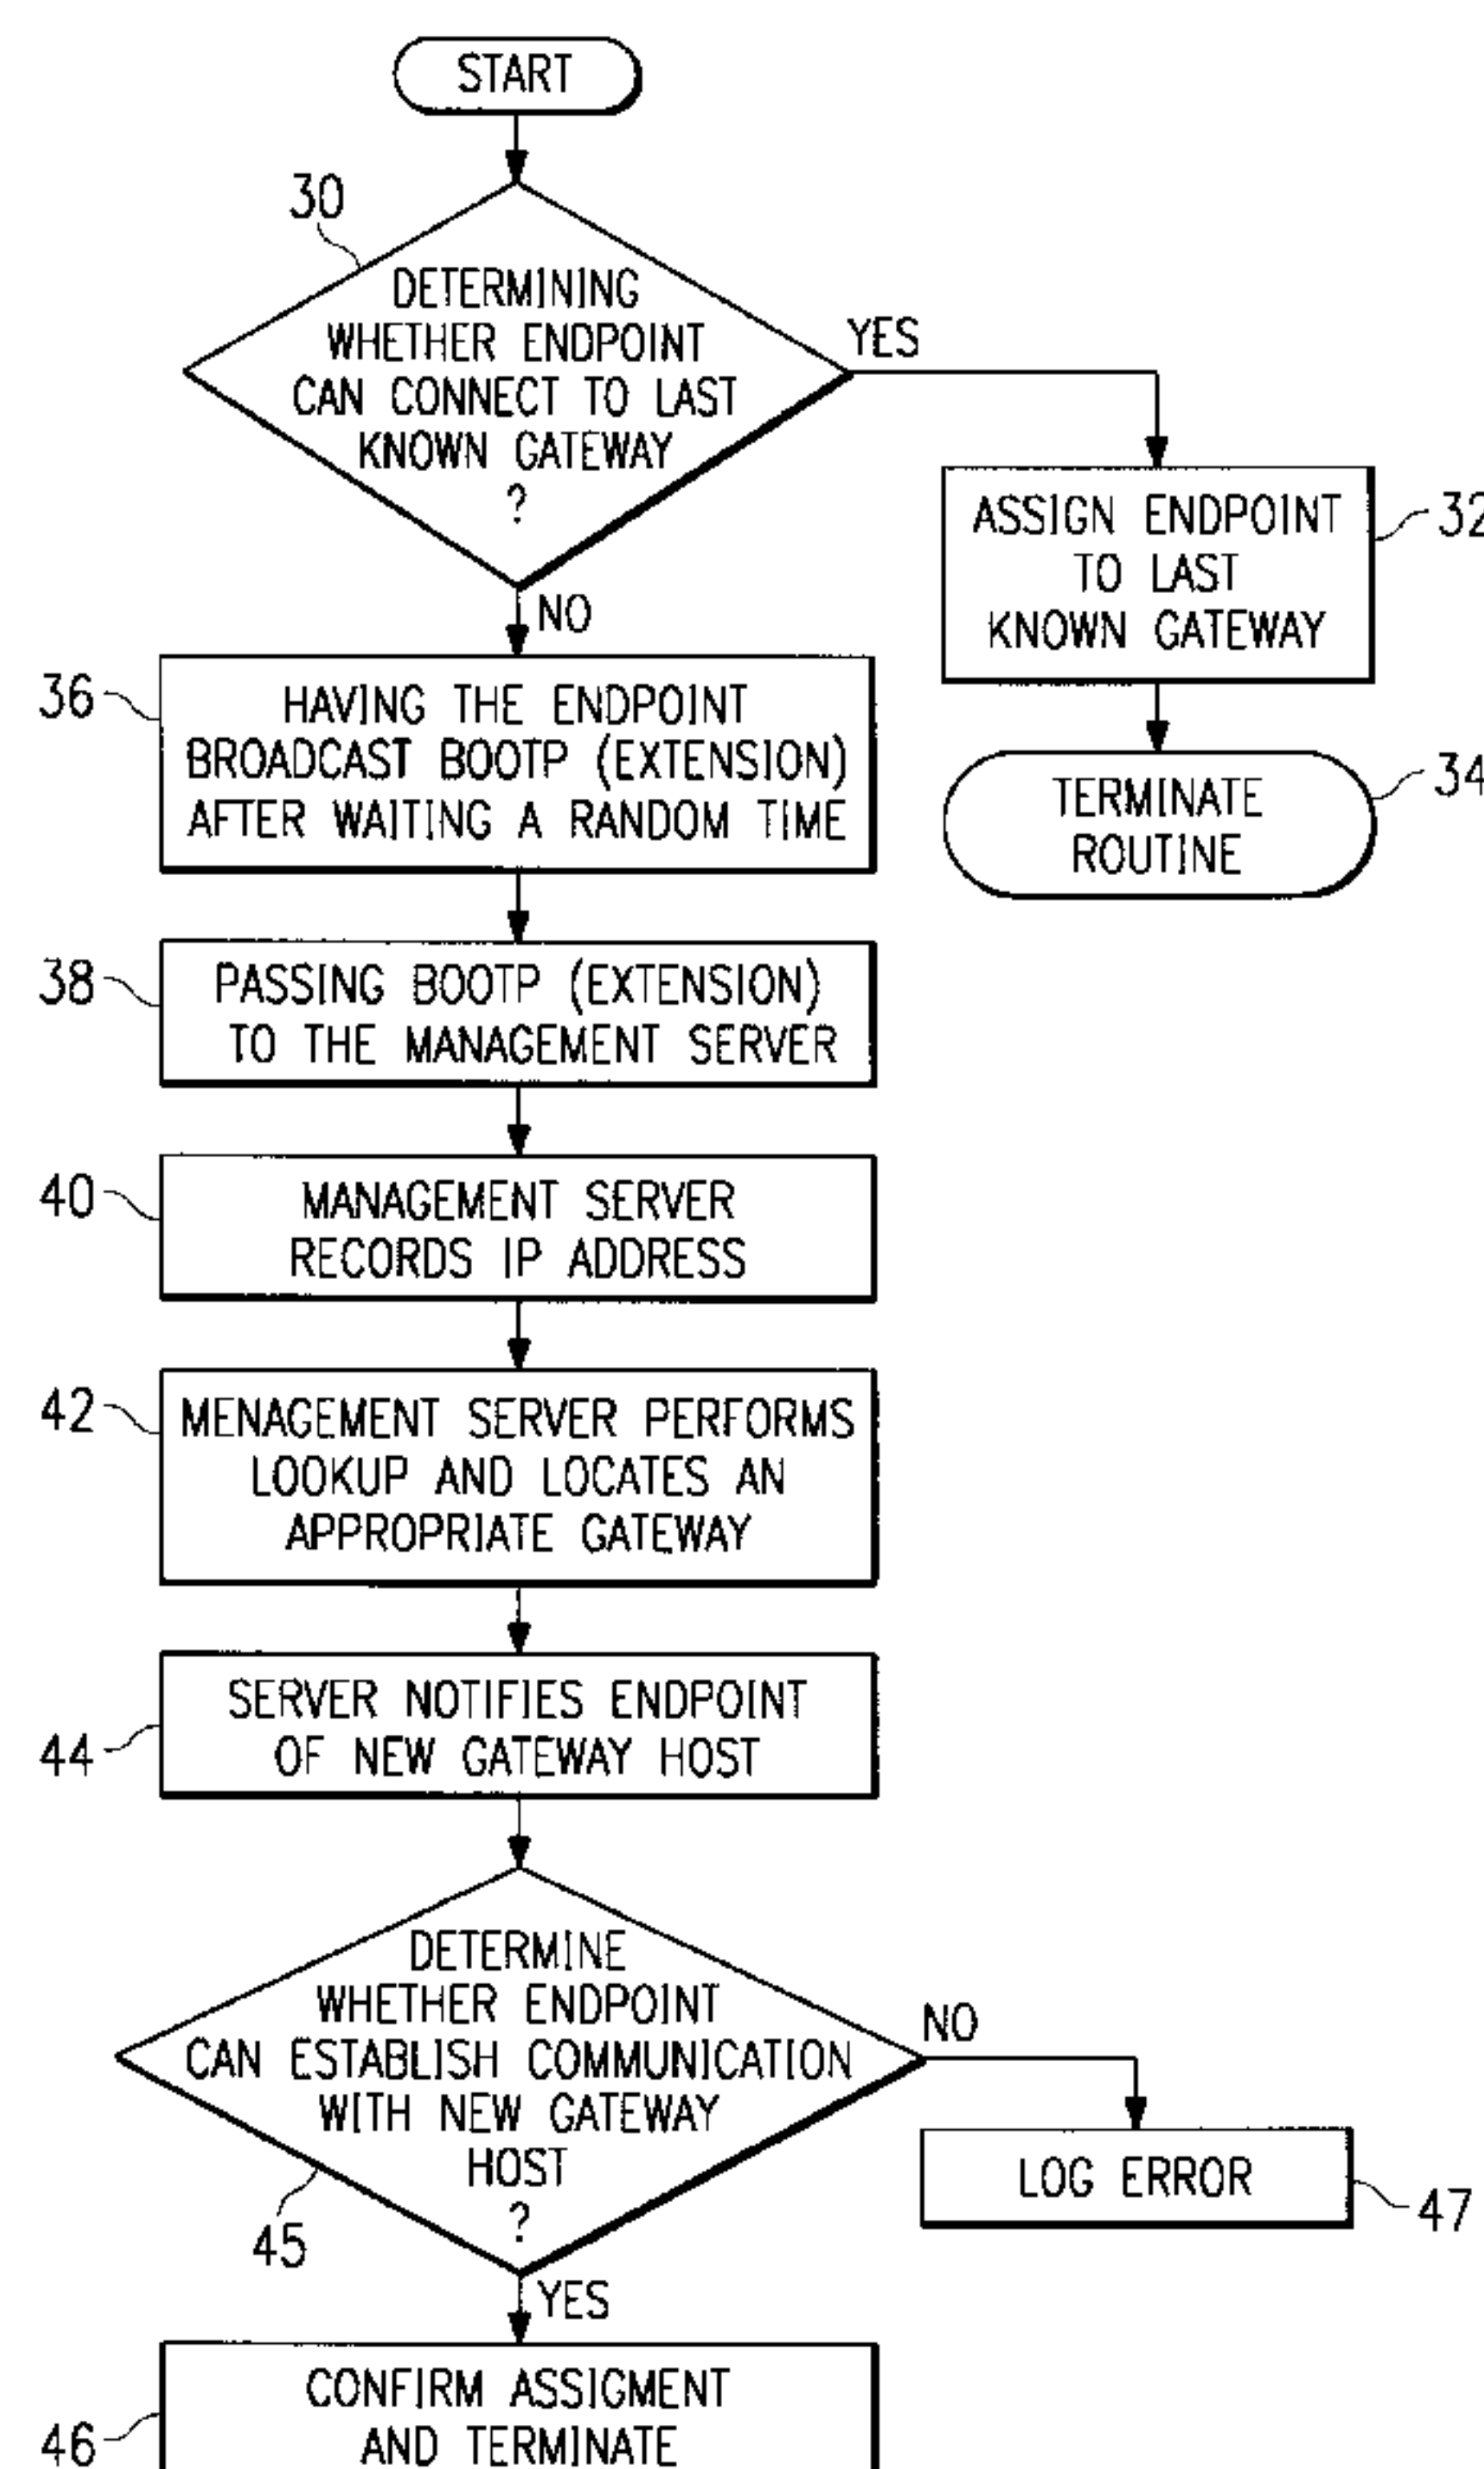 START
30
DETERMINING
WHETHER ENDPOINT
CAN CONNECT TO LAST
KNOWN GATEWAY
?
YES
ASSIGN ENDPOINT
TO LAST
KNOWN GATEWAY
32
TERMINATE
ROUTINE
34
NO
36
HAVING THE ENDPOINT
BROADCAST BOOTP (EXTENSION)
AFTER WAITING A RANDOM TIME
38
PASSING BOOTP (EXTENSION)
TO THE MANAGEMENT SERVER
40
MANAGEMENT SERVER
RECORDS IP ADDRESS
42
MENAGEMENT SERVER PERFORMS
LOOKUP AND LOCATES AN
APPROPRIATE GATEWAY
44
SERVER NOTIFIES ENDPOINT
OF NEW GATEWAY HOST
DETERMINE
WHETHER ENDPOINT
CAN ESTABLISH COMMUNICATION
WITH NEW GATEWAY
HOST
?
45
NO
LOG ERROR
47
YES
46
CONFIRM ASSIGMENT
AND TERMINATE